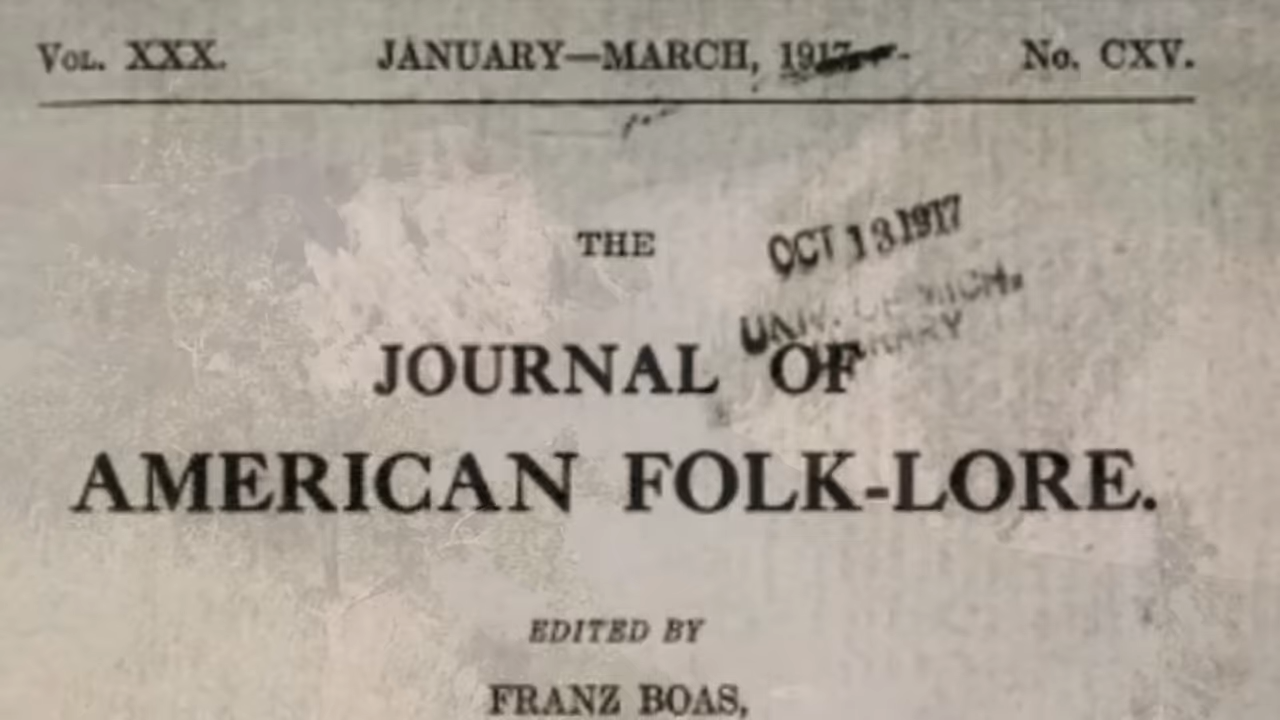 Vol. XXX. JANUARY—MARCH, 1917 No. CXV.
THE
OCT 13 1917
UNIV. OF MICH.
LIBRARY
JOURNAL OF
AMERICAN FOLK-LORE.
EDITED BY
FRANZ BOAS,